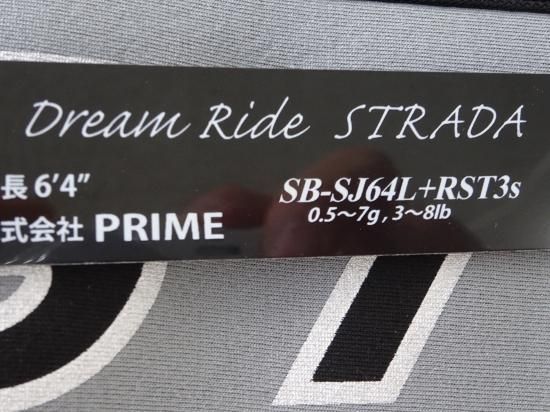 Dream Ride STRADA
長 6'4"
SB-SJ64L+RST3s
0.5〜7g , 3〜8lb
式会社 PRIME